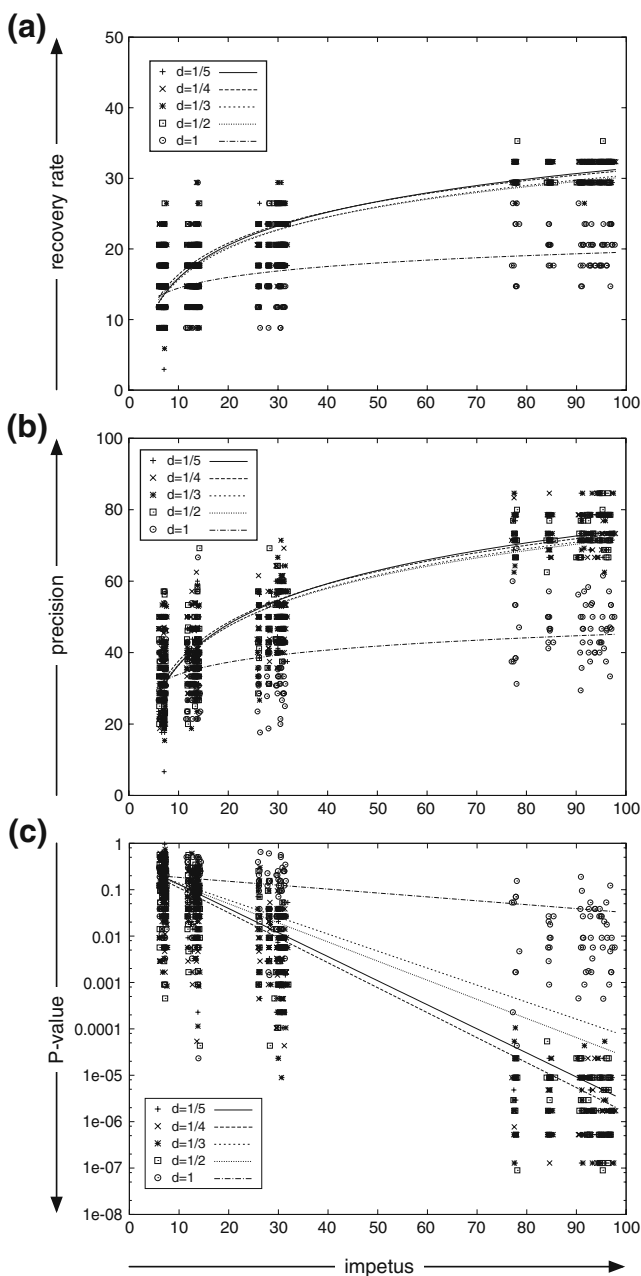 (a)
recovery rate
50
40
30
20
10
0
d=1/5
d=1/4
d=1/3
d=1/2
d=1
0 10 20 30 40 50 60 70 80 90 100
(b)
precision
100
80
60
40
20
0
d=1/5
d=1/4
d=1/3
d=1/2
d=1
0 10 20 30 40 50 60 70 80 90 100
(c)
P-value
1
0.1
0.01
0.001
0.0001
1e-05
1e-06
1e-07
1e-08
d=1/5
d=1/4
d=1/3
d=1/2
d=1
0 10 20 30 40 50 60 70 80 90 100
impetus